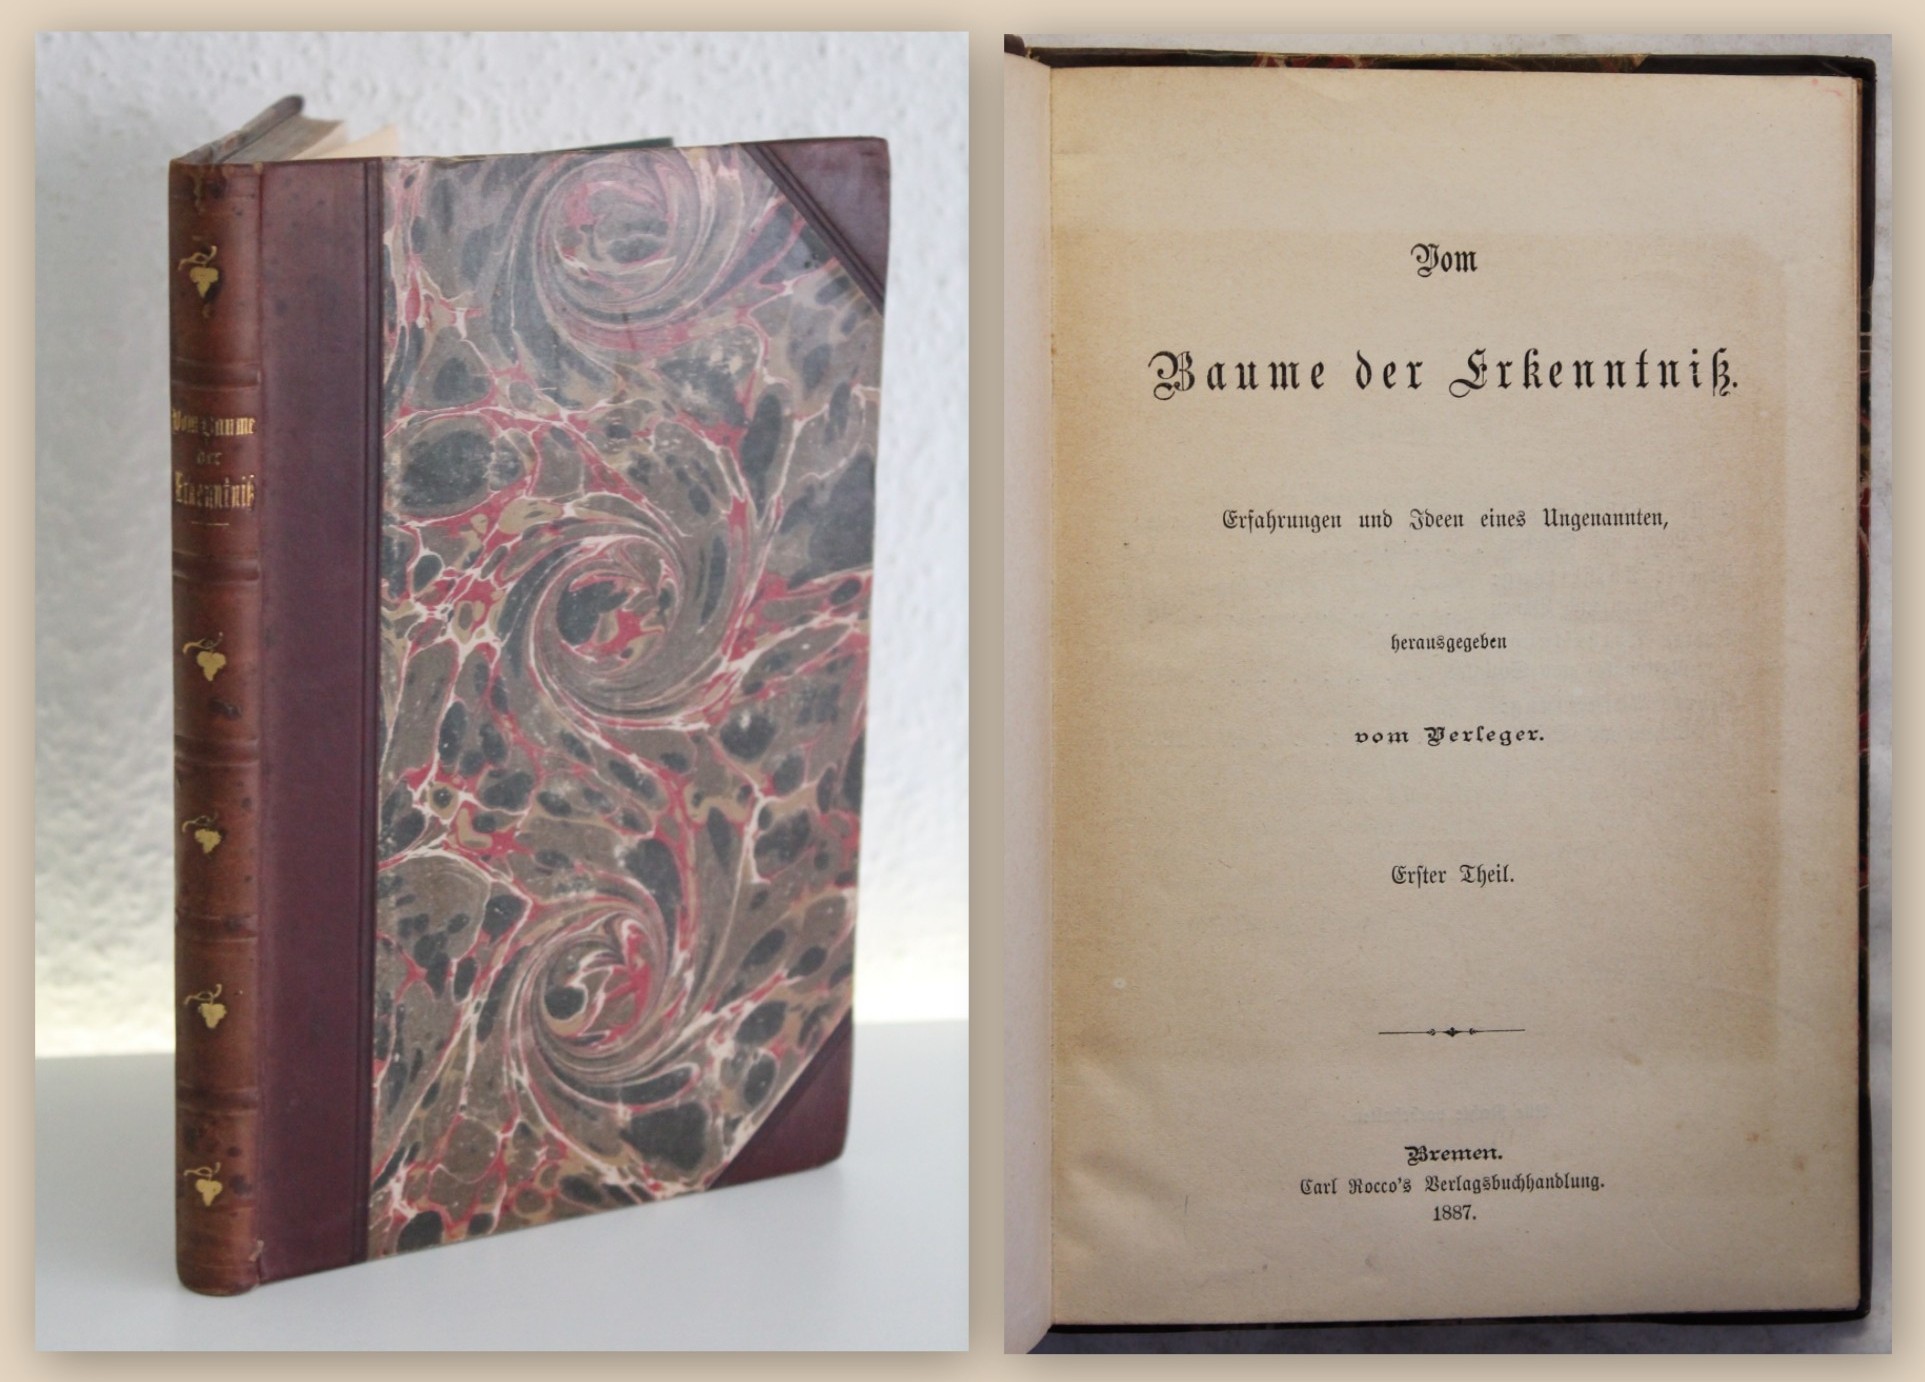 Vom Baume
der
Erkenntniß
Vom
Baume der Erkenntniß.
Erfahrungen und Ideen eines Ungenannten,
herausgegeben
vom Verleger.
Erster Theil.
Bremen.
Carl Rocco's Verlagsbuchhandlung.
1887.